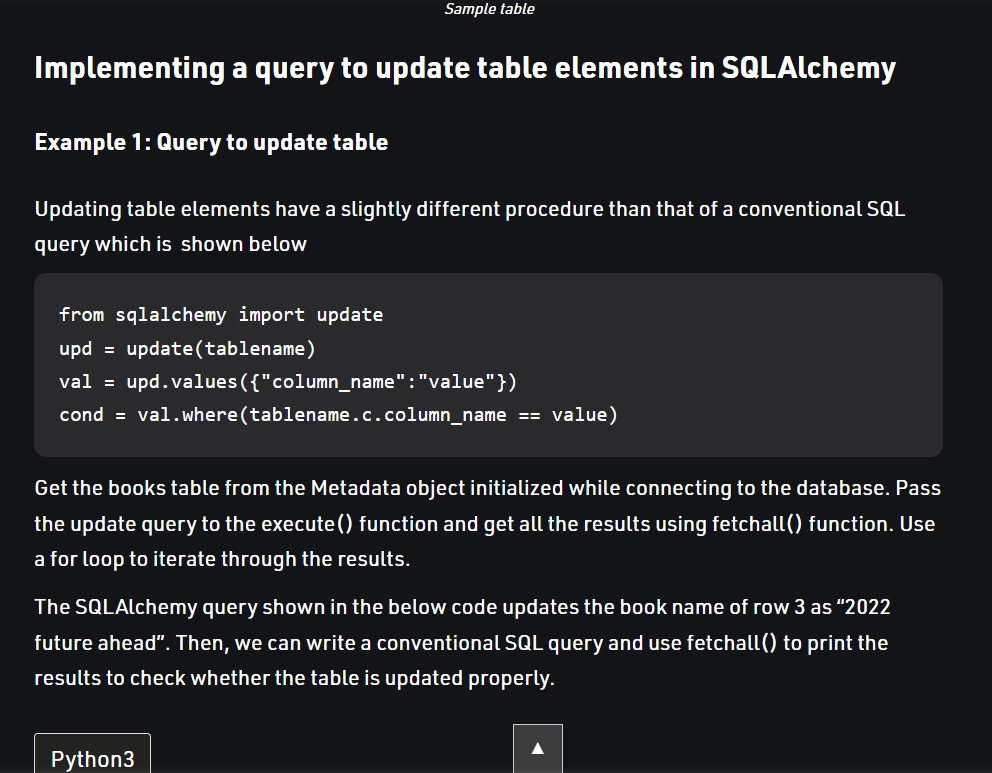 Sample table
Implementing a query to update table elements in SQLAlchemy
Example 1: Query to update table
Updating table elements have a slightly different procedure than that of a conventional SQL
query which is  shown below
from sqlalchemy import update
upd = update(tablename)
val = upd.values({"column_name":"value"})
cond = val.where(tablename.c.column_name == value)
Get the books table from the Metadata object initialized while connecting to the database. Pass
the update query to the execute() function and get all the results using fetchall() function. Use
a for loop to iterate through the results.
The SQLAlchemy query shown in the below code updates the book name of row 3 as “2022
future ahead”. Then, we can write a conventional SQL query and use fetchall() to print the
results to check whether the table is updated properly.
Python3
▲